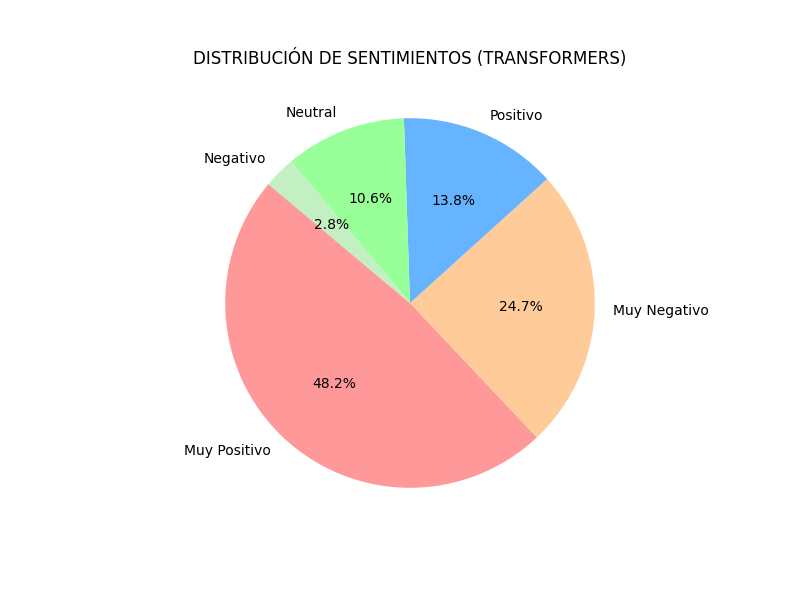 DISTRIBUCIÓN DE SENTIMIENTOS (TRANSFORMERS)
Neutral
Positivo
Negativo
10.6%
13.8%
2.8%
24.7%
Muy Negativo
48.2%
Muy Positivo